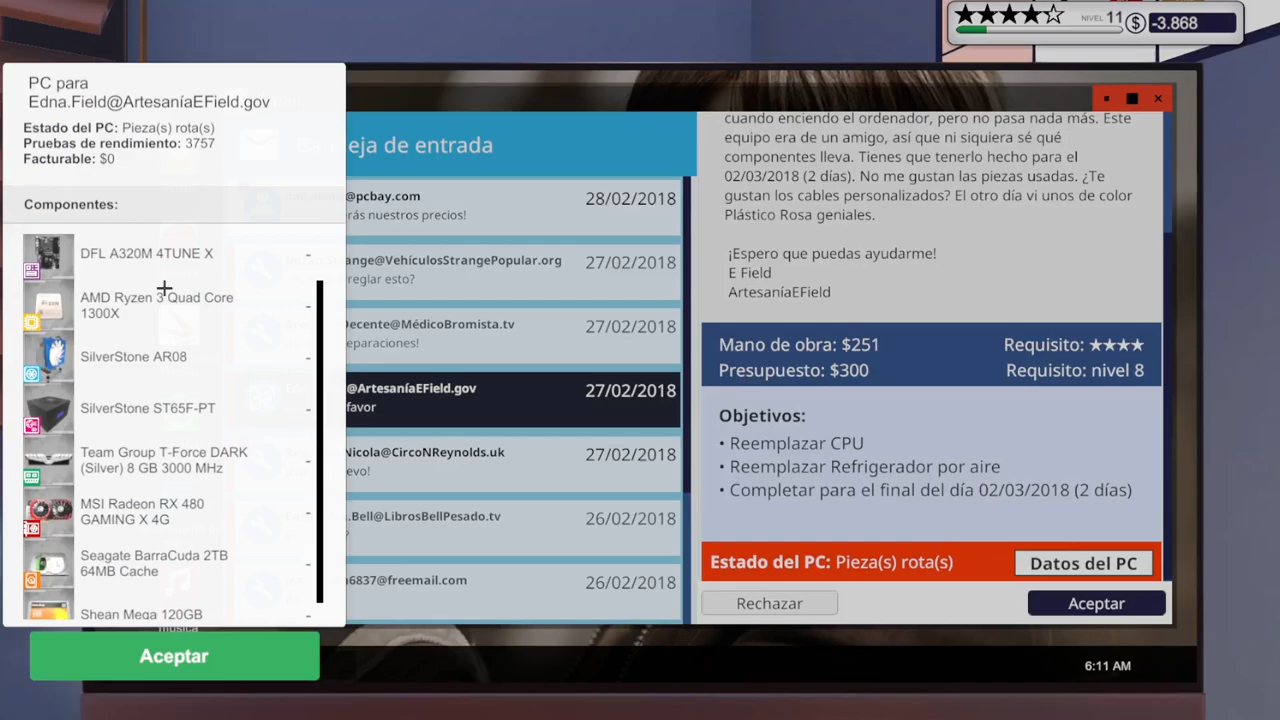 NIVEL 11
$ -3.868
PC para
Edna.Field@ArtesaníaEField.gov
Estado del PC: Pieza(s) rota(s)
Pruebas de rendimiento: 3757
Facturable: $0
Componentes:
DFL A320M 4TUNE X -
AMD Ryzen 3 Quad Core
1300X -
SilverStone AR08 -
SilverStone ST65F-PT -
Team Group T-Force DARK
(Silver) 8 GB 3000 MHz -
MSI Radeon RX 480
GAMING X 4G -
Seagate BarraCuda 2TB
64MB Cache -
Shean Mega 120GB -
Aceptar
eja de entrada
@pcbay.com 28/02/2018
erás nuestros precios!
ange@VehículosStrangePopular.org 27/02/2018
reglar esto?
Decente@MédicoBromista.tv 27/02/2018
eparaciones!
@ArtesaníaEField.gov 27/02/2018
favor
Nicola@CircoNReynolds.uk 27/02/2018
evo!
.Bell@LibrosBellPesado.tv 26/02/2018
?
6837@freemail.com 26/02/2018
cuando enciendo el ordenador, pero no pasa nada más. Este
equipo era de un amigo, así que ni siquiera sé qué
componentes lleva. Tienes que tenerlo hecho para el
02/03/2018 (2 días). No me gustan las piezas usadas. ¿Te
gustan los cables personalizados? El otro día vi unos de color
Plástico Rosa geniales.
¡Espero que puedas ayudarme!
E Field
ArtesaníaEField
Mano de obra: $251 Requisito: ★★★★
Presupuesto: $300 Requisito: nivel 8
Objetivos:
• Reemplazar CPU
• Reemplazar Refrigerador por aire
• Completar para el final del día 02/03/2018 (2 días)
Estado del PC: Pieza(s) rota(s) Datos del PC
Rechazar Aceptar
6:11 AM